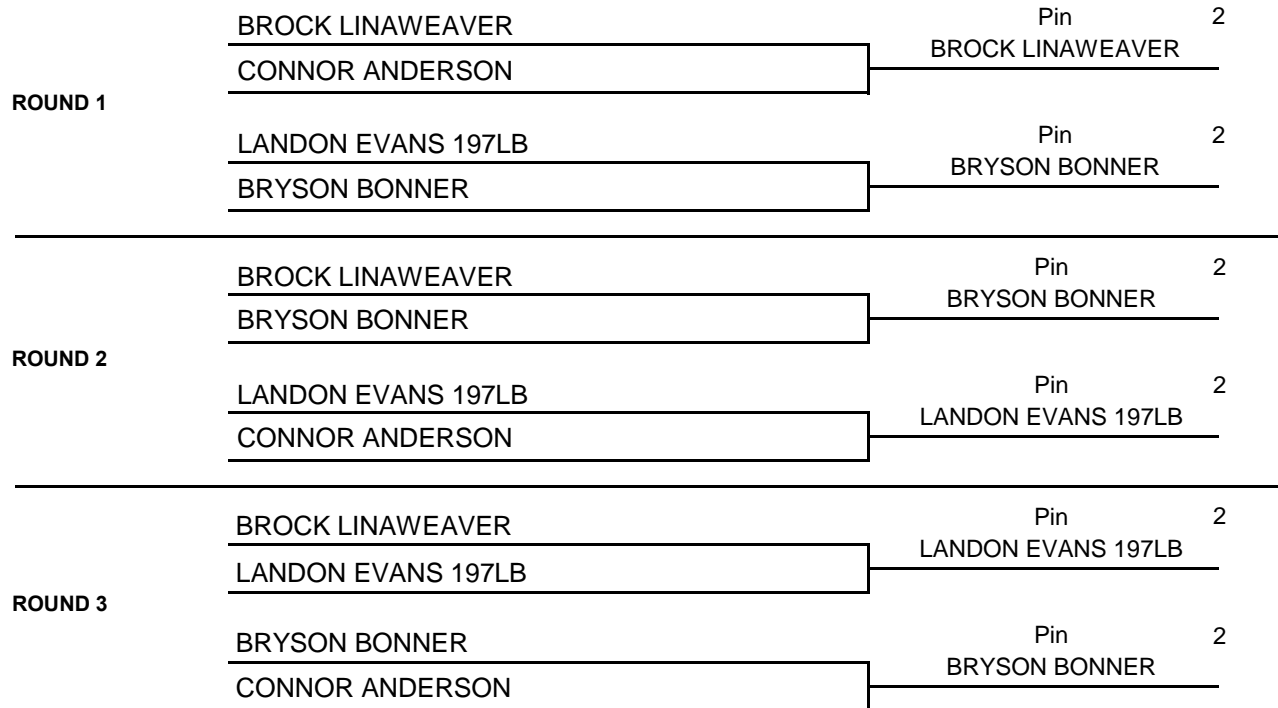 BROCK LINAWEAVER
Pin 2
BROCK LINAWEAVER
CONNOR ANDERSON
ROUND 1
LANDON EVANS 197LB
Pin 2
BRYSON BONNER
BRYSON BONNER
BROCK LINAWEAVER
Pin 2
BRYSON BONNER
BRYSON BONNER
ROUND 2
LANDON EVANS 197LB
Pin 2
LANDON EVANS 197LB
CONNOR ANDERSON
BROCK LINAWEAVER
Pin 2
LANDON EVANS 197LB
LANDON EVANS 197LB
ROUND 3
BRYSON BONNER
Pin 2
BRYSON BONNER
CONNOR ANDERSON